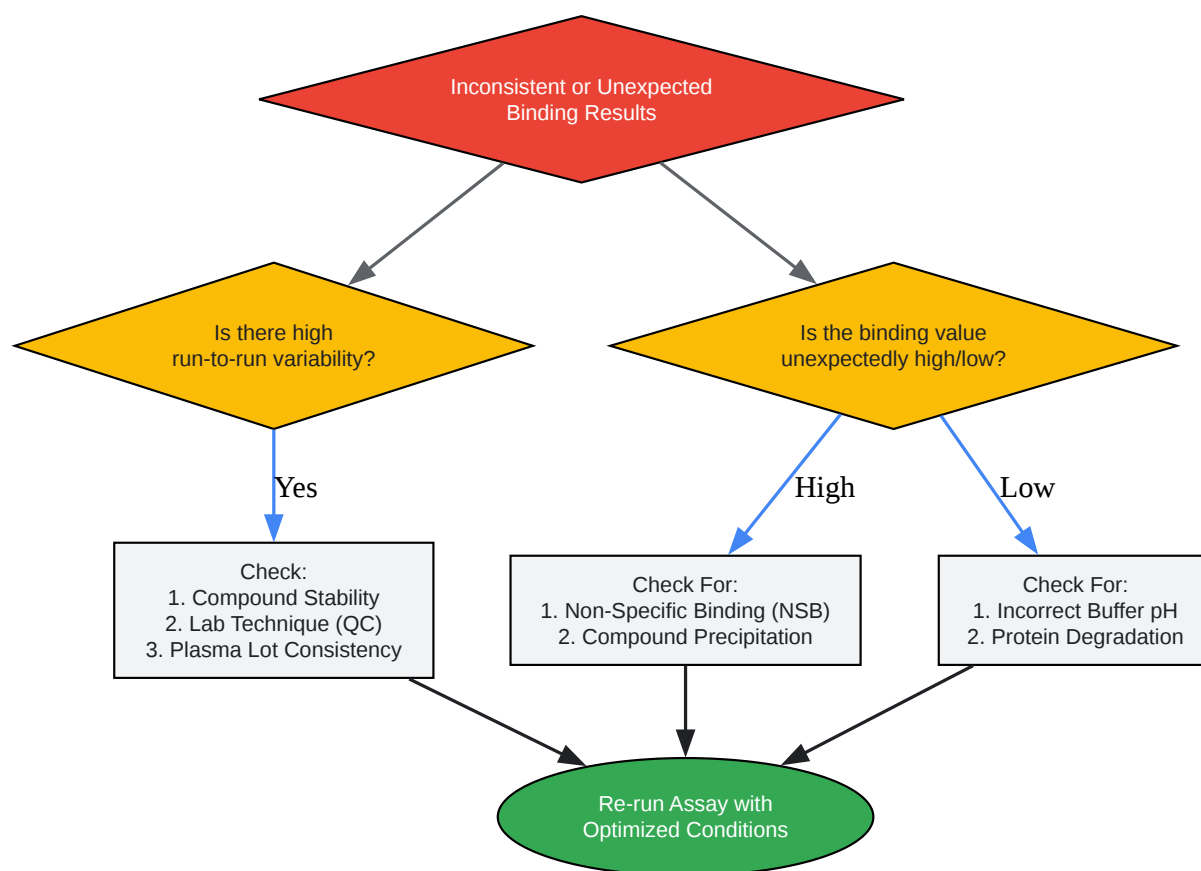 Inconsistent or Unexpected
Binding Results
Is there high
run-to-run variability?
Is the binding value
unexpectedly high/low?
Yes
High
Low
Check:
1. Compound Stability
2. Lab Technique (QC)
3. Plasma Lot Consistency
Check For:
1. Non-Specific Binding (NSB)
2. Compound Precipitation
Check For:
1. Incorrect Buffer pH
2. Protein Degradation
Re-run Assay with
Optimized Conditions